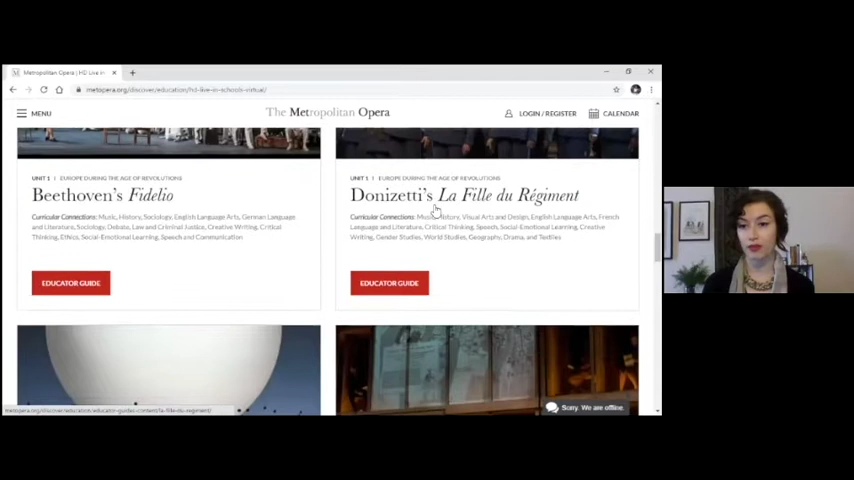 Metropolitan Opera | HD Live in
metopera.org/discover/education/hd-live-in-schools-virtual/
MENU
The Metropolitan Opera
LOGIN / REGISTER
CALENDAR
UNIT 1 | EUROPE DURING THE AGE OF REVOLUTIONS
Beethoven's Fidelio
Curricular Connections: Music, History, Sociology, English Language Arts, German Language
and Literature, Sociology, Debate, Law and Criminal Justice, Creative Writing, Critical
Thinking, Ethics, Social-Emotional Learning, Speech and Communication
EDUCATOR GUIDE
UNIT 1 | EUROPE DURING THE AGE OF REVOLUTIONS
Donizetti's La Fille du Régiment
Curricular Connections: Music, History, Visual Arts and Design, English Language Arts, French
Language and Literature, Critical Thinking, Speech, Social-Emotional Learning, Creative
Writing, Gender Studies, World Studies, Geography, Drama, and Textiles
EDUCATOR GUIDE
metopera.org/discover/education/educator-guides-content/la-fille-du-regiment/
Sorry. We are offline.